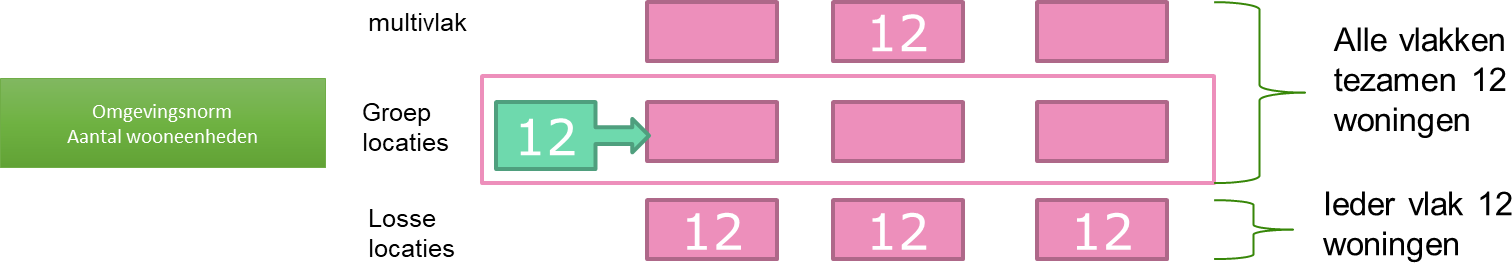 multivlak
12
Omgevingsnorm
Aantal wooneenheden
Groep
locaties
12
Alle vlakken
tezamen 12
woningen
Losse
locaties
12
12
12
Ieder vlak 12
woningen